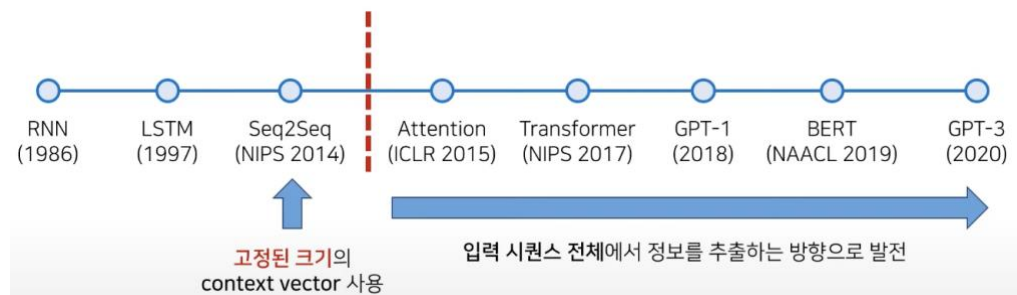 RNN
(1986)
LSTM
(1997)
Seq2Seq
(NIPS 2014)
Attention
(ICLR 2015)
Transformer
(NIPS 2017)
GPT-1
(2018)
BERT
(NAACL 2019)
GPT-3
(2020)
고정된 크기의
context vector 사용
입력 시퀀스 전체에서 정보를 추출하는 방향으로 발전